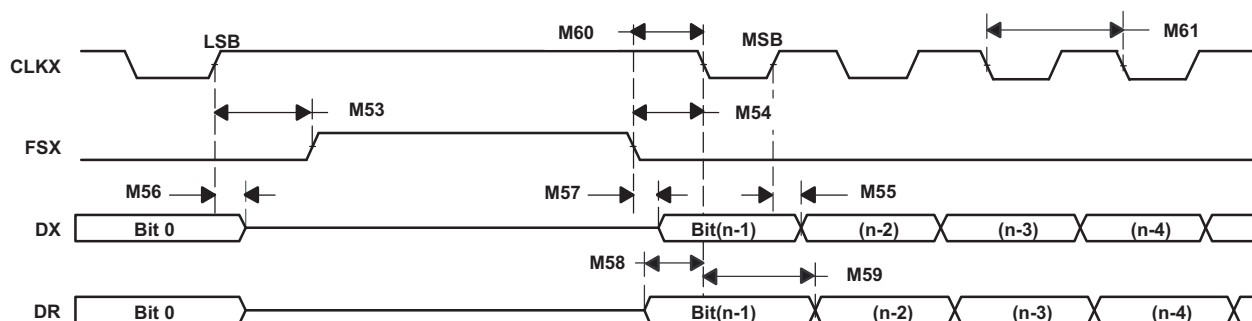 LSB M60 MSB M61
CLKX
M53 M54
FSX
M56 M57 M55
DX Bit 0 Bit(n-1) (n-2) (n-3) (n-4)
M58 M59
DR Bit 0 Bit(n-1) (n-2) (n-3) (n-4)